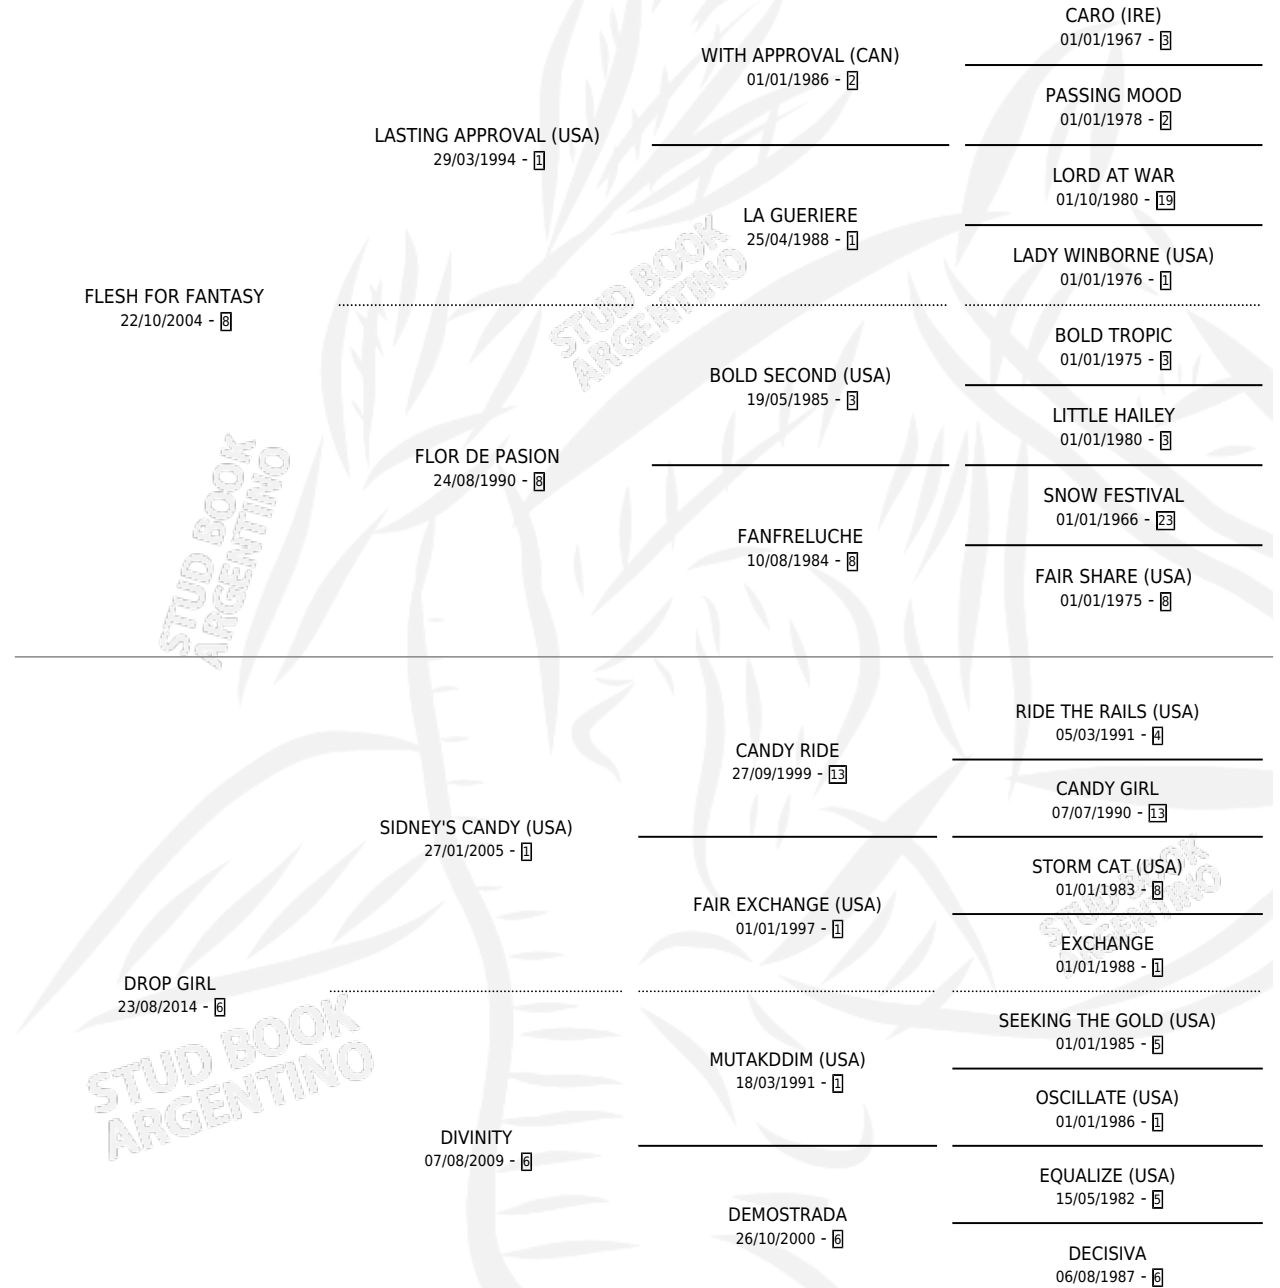 CARO (IRE)
01/01/1967 - 3
WITH APPROVAL (CAN)
01/01/1986 - 2
PASSING MOOD
01/01/1978 - 2
LASTING APPROVAL (USA)
29/03/1994 - 1
LORD AT WAR
01/10/1980 - 19
LA GUERIERE
25/04/1988 - 1
LADY WINBORNE (USA)
01/01/1976 - 1
FLESH FOR FANTASY
22/10/2004 - 8
BOLD TROPIC
01/01/1975 - 3
BOLD SECOND (USA)
19/05/1985 - 3
LITTLE HAILEY
01/01/1980 - 3
FLOR DE PASION
24/08/1990 - 8
SNOW FESTIVAL
01/01/1966 - 23
FANFRELUCHE
10/08/1984 - 8
FAIR SHARE (USA)
01/01/1975 - 8
STUD BOOK
ARGENTINO
STUD BOOK
ARGENTINO
RIDE THE RAILS (USA)
05/03/1991 - 4
CANDY RIDE
27/09/1999 - 13
CANDY GIRL
07/07/1990 - 13
SIDNEY'S CANDY (USA)
27/01/2005 - 1
STORM CAT (USA)
01/01/1983 - 8
FAIR EXCHANGE (USA)
01/01/1997 - 1
EXCHANGE
01/01/1988 - 1
DROP GIRL
23/08/2014 - 6
SEEKING THE GOLD (USA)
01/01/1985 - 5
MUTAKDDIM (USA)
18/03/1991 - 1
OSCILLATE (USA)
01/01/1986 - 1
DIVINITY
07/08/2009 - 6
EQUALIZE (USA)
15/05/1982 - 5
DEMOSTRADA
26/10/2000 - 6
DECISIVA
06/08/1987 - 6
STUD BOOK
ARGENTINO
STUD BOOK
ARGENTINO